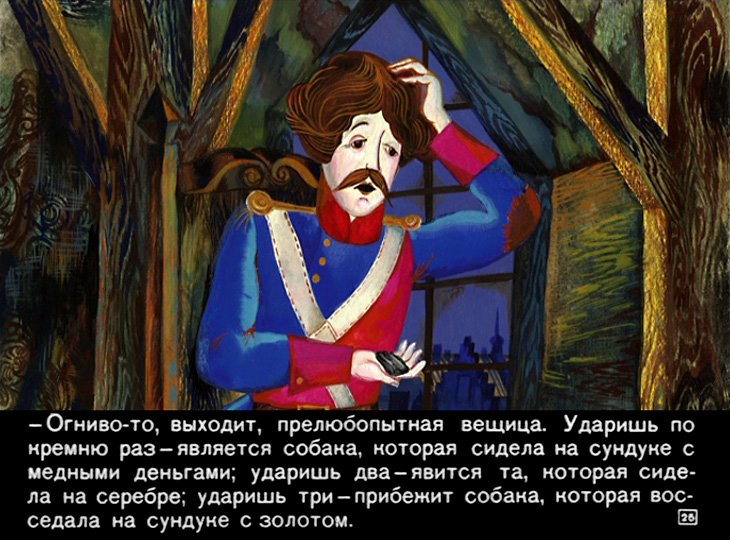 – Огниво-то, выходит, прелюбопытная вещица. Ударишь по
кремню раз – является собака, которая сидела на сундуке с
медными деньгами; ударишь два – явится та, которая сиде-
ла на серебре; ударишь три – прибежит собака, которая вос-
седала на сундуке с золотом.
25